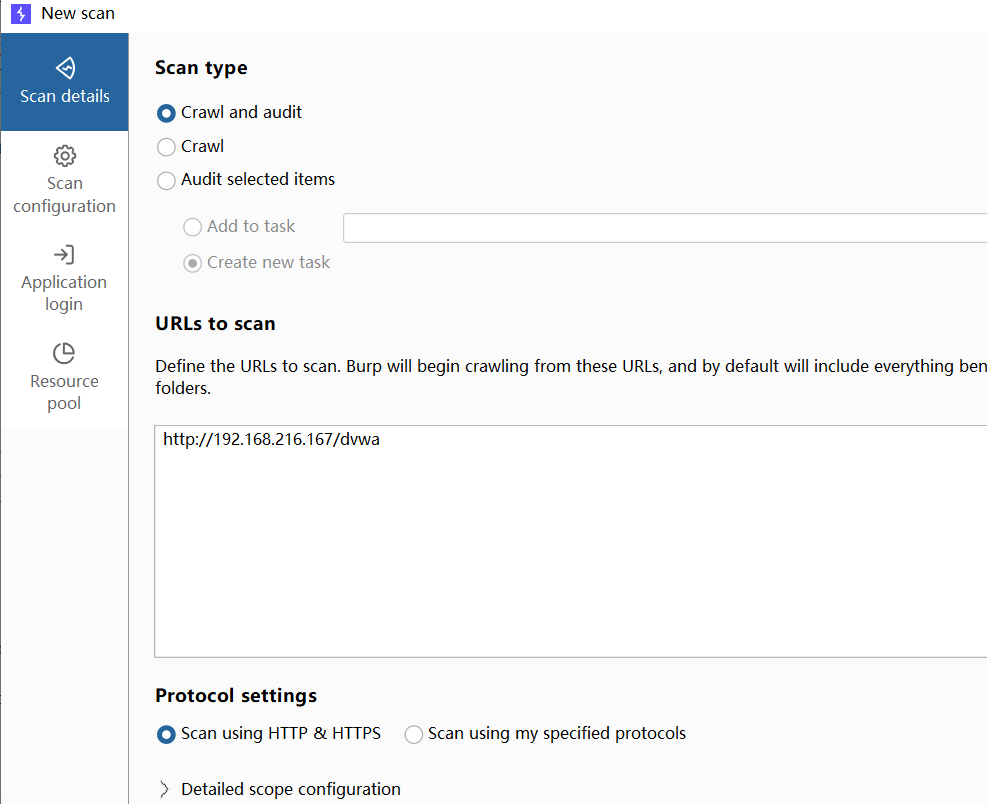 New scan
Scan details
Scan
configuration
Application
login
Resource
pool
Scan type
Crawl and audit
Crawl
Audit selected items
Add to task
Create new task
URLs to scan
Define the URLs to scan. Burp will begin crawling from these URLs, and by default will include everything
folders.
http://192.168.216.167/dvwa
Protocol settings
Scan using HTTP & HTTPS
Scan using my specified protocols
Detailed scope configuration